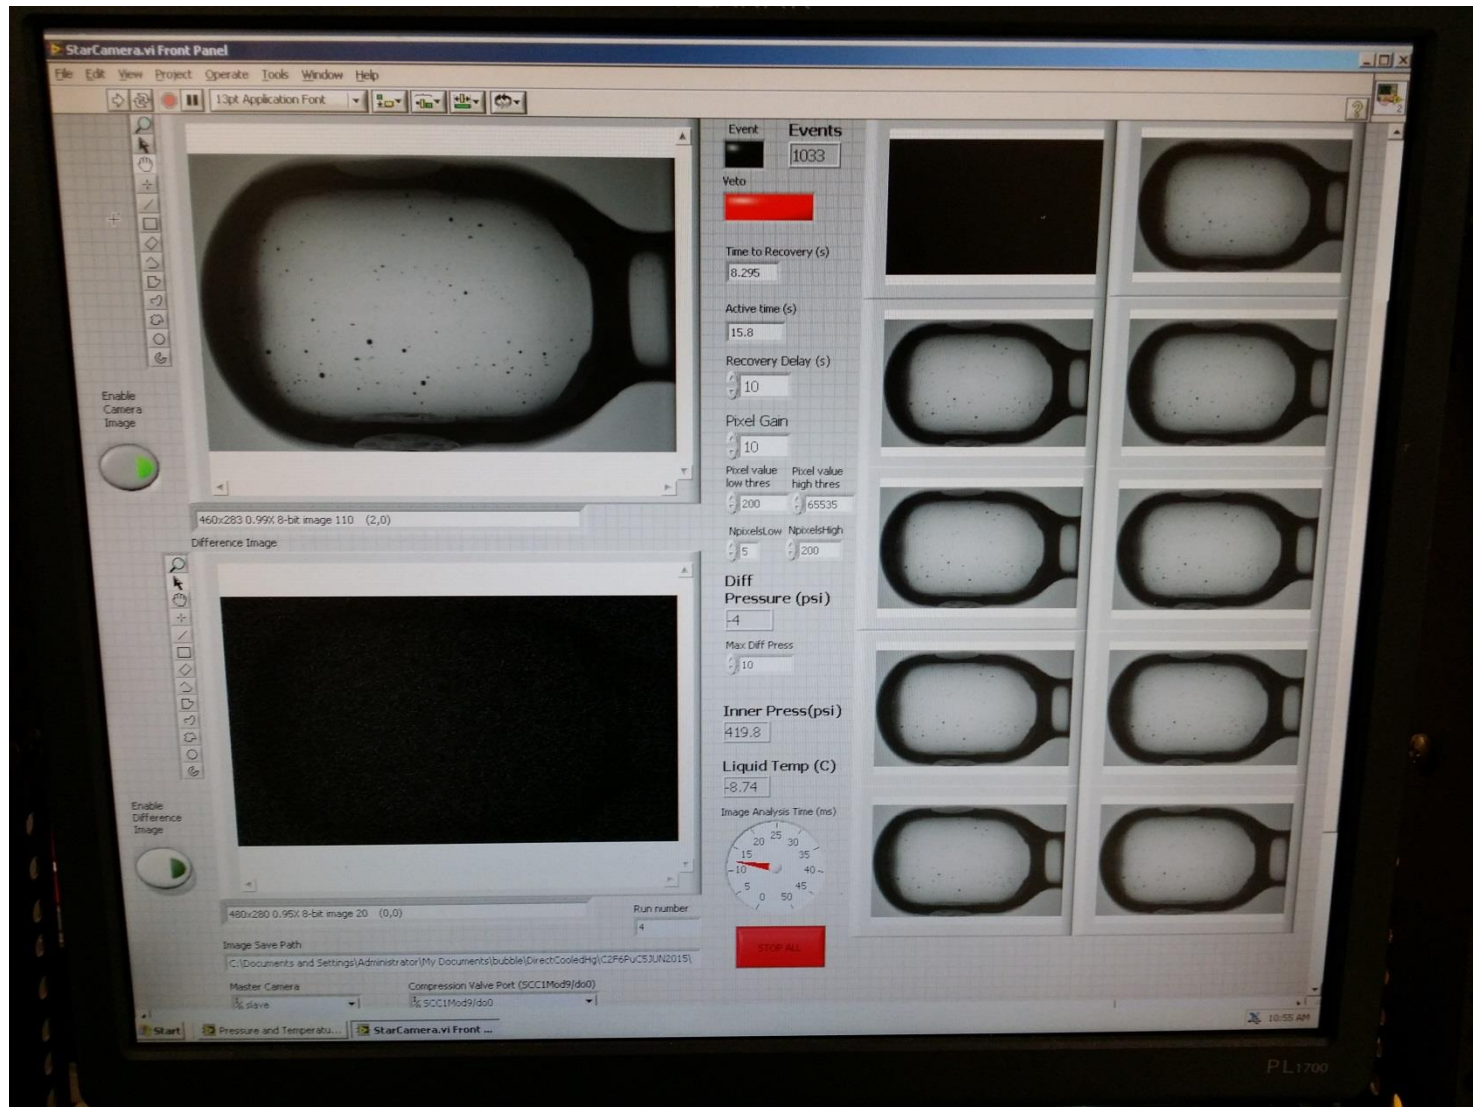 StarCamera.vi Front Panel
File Edit View Project Operate Tools Window Help
13pt Application Font
2
Event
Events
1033
Veto
Time to Recovery (s)
8.295
Active time (s)
15.8
Recovery Delay (s)
10
Enable
Camera
Image
Pixel Gain
10
Pixel value
low thres
Pixel value
high thres
200
65535
460x283 0.99X 8-bit image 110 (2,0)
NpixelsLow
NpixelsHigh
5
200
Difference Image
Diff
Pressure (psi)
-4
Max Diff Press
10
Inner Press(psi)
419.8
Liquid Temp (C)
-8.74
Enable
Difference
Image
Image Analysis Time (ms)
0
5
10
15
20
25
30
35
40
45
50
480x280 0.95X 8-bit image 20 (0,0)
Run number
4
STOP ALL
Image Save Path
C:\Documents and Settings\Administrator\My Documents\bubble\DirectCooledHg\C2F6PuC5JUN2015\
Master Camera
slave
Compression Valve Port (SCC1Mod9/do0)
SCC1Mod9/do0
Start
Pressure and Temperatu...
StarCamera.vi Front ...
10:55 AM
PL1700